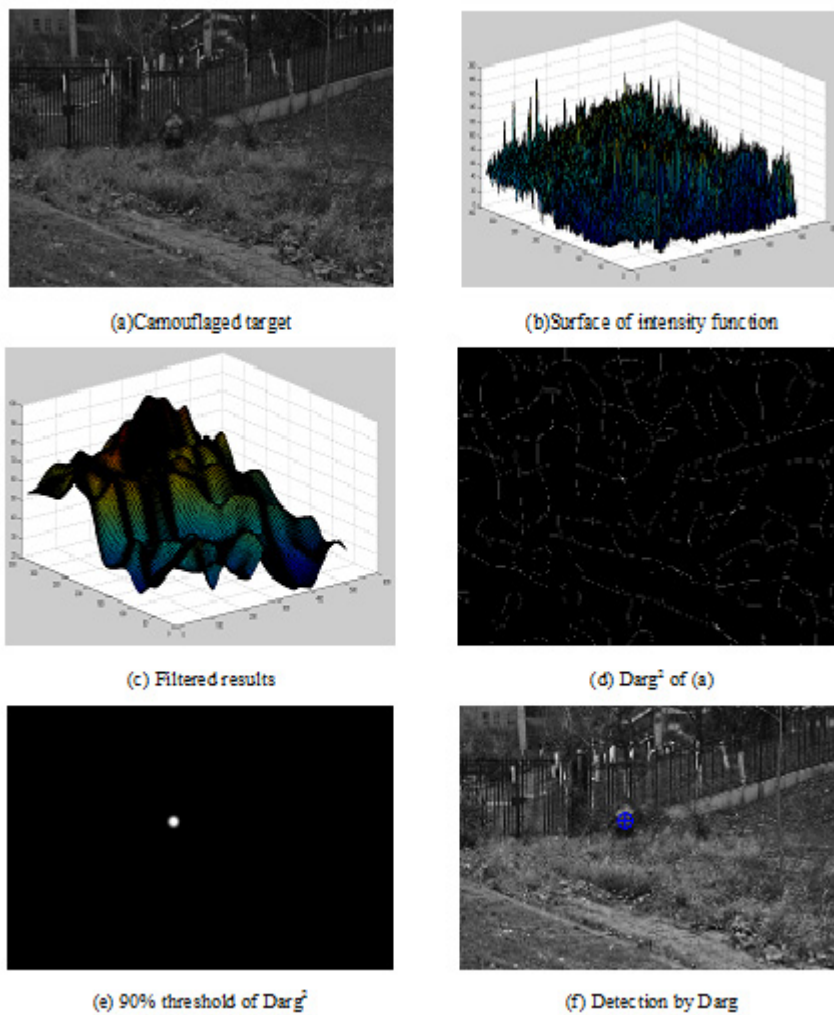 (a)Camouflaged target
(b)Surface of intensity function
(c) Filtered results
(d) Darg² of (a)
(e) 90% threshold of Darg²
(f) Detection by Darg